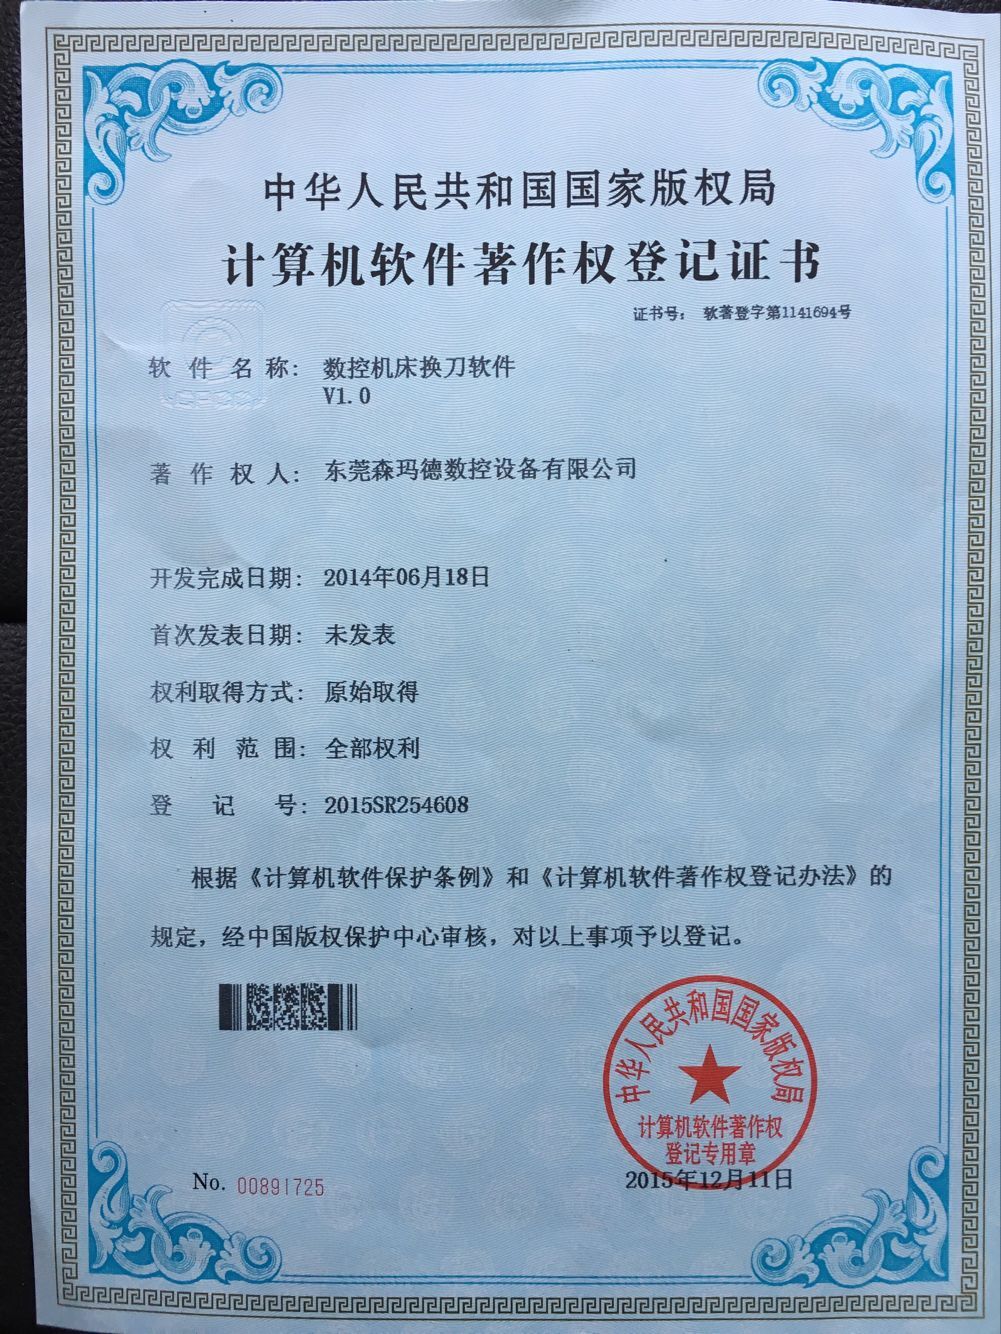 中华人民共和国国家版权局
计算机软件著作权登记证书
证书号： 软著登字第1141694号
软件名称： 数控机床换刀软件
V1.0
著作权人： 东莞森玛德数控设备有限公司
开发完成日期： 2014年06月18日
首次发表日期： 未发表
权利取得方式： 原始取得
权利范围： 全部权利
登记号： 2015SR254608
根据《计算机软件保护条例》和《计算机软件著作权登记办法》的
规定，经中国版权保护中心审核，对以上事项予以登记。
中华人民共和国国家版权局
计算机软件著作权
登记专用章
No. 00891725
2015年12月11日